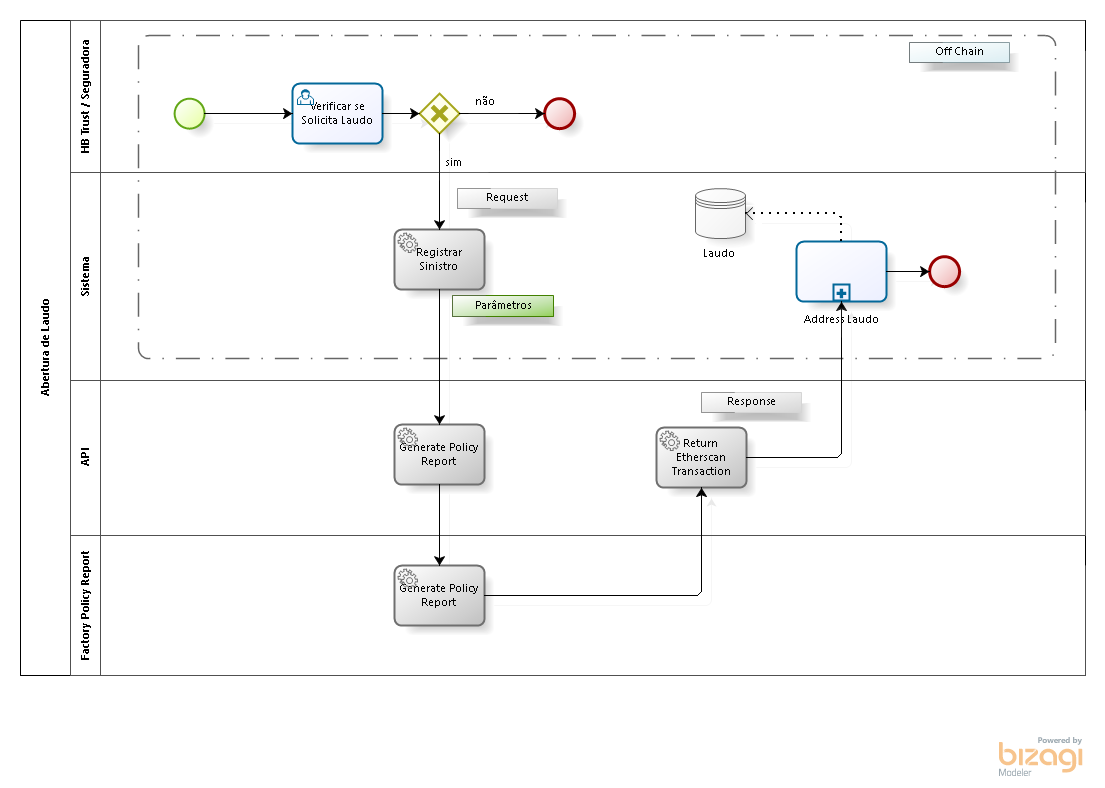 Abertura de Laudo
HB Trust / Seguradora
Off Chain
Verificar se
Solicita Laudo
não
sim
Sistema
Request
Registrar
Sinistro
Parâmetros
Laudo
Address Laudo
API
Response
Generate Policy
Report
Return
Etherscan
Transaction
Factory Policy Report
Generate Policy
Report
Powered by
bizagi
Modeler